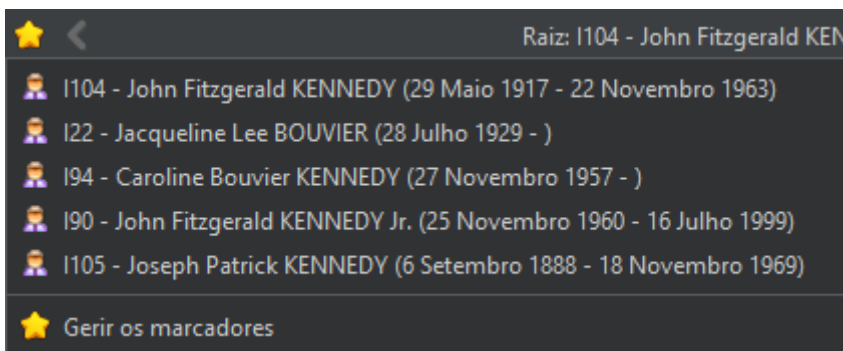 Raiz: I104 - John Fitzgerald
I104 - John Fitzgerald KENNEDY (29 Maio 1917 - 22 Novembro 1963)
I22 - Jacqueline Lee BOUVIER (28 Julho 1929 - )
I94 - Caroline Bouvier KENNEDY (27 Novembro 1957 - )
I90 - John Fitzgerald KENNEDY Jr. (25 Novembro 1960 - 16 Julho 1999)
I105 - Joseph Patrick KENNEDY (6 Setembro 1888 - 18 Novembro 1969)
Gerir os marcadores